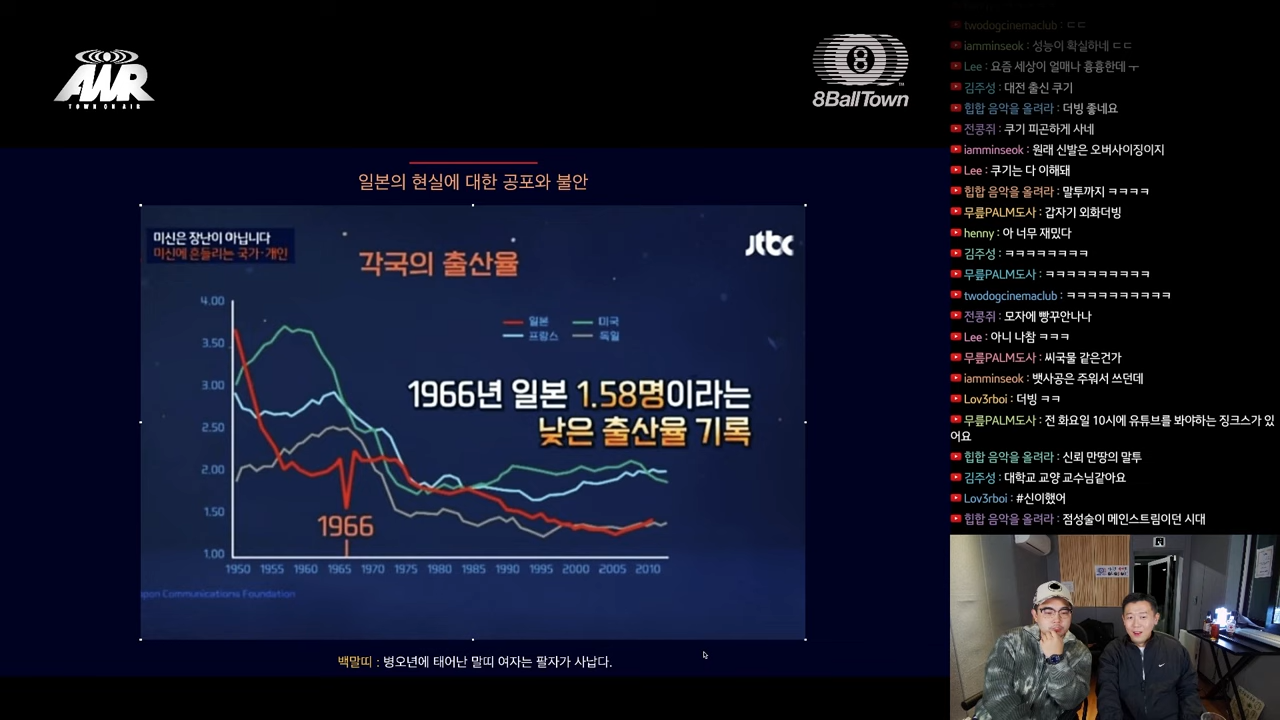 AIR
TOWN ON AIR
8BallTown
일본의 현실에 대한 공포와 불안
미신은 장난이 아닙니다
미신에 흔들리는 국가·개인
jtbc
각국의 출산율
4.00
3.50
3.00
2.50
2.00
1.50
1.00
일본
미국
프랑스
독일
1966년 일본 1.58명이라는
낮은 출산율 기록
1966
1950 1955 1960 1965 1970 1975 1980 1985 1990 1995 2000 2005 2010
apon Communications Foundation
백말띠 : 병오년에 태어난 말띠 여자는 팔자가 사납다.
twodogcinemaclub : ㄷㄷ
iamminseok : 성능이 확실하네 ㄷㄷ
Lee : 요즘 세상이 얼매나 흉흉한데 ㅜ
김주성 : 대전 출신 쿠기
힙합 음악을 올려라 : 더빙 좋네요
전콩쥐 : 쿠기 피곤하게 사네
iamminseok : 원래 신발은 오버사이징이지
Lee : 쿠기는 다 이해돼
힙합 음악을 올려라 : 말투까지 ㅋㅋㅋㅋ
무릎PALM도사 : 갑자기 외화더빙
henny : 아 너무 재밌다
김주성 : ㅋㅋㅋㅋㅋㅋㅋㅋ
무릎PALM도사 : ㅋㅋㅋㅋㅋㅋㅋㅋㅋㅋ
twodogcinemaclub : ㅋㅋㅋㅋㅋㅋㅋㅋㅋㅋ
전콩쥐 : 모자에 빵꾸안나나
Lee : 아니 나참 ㅋㅋㅋ
무릎PALM도사 : 씨국물 같은건가
iamminseok : 뱃사공은 주워서 쓰던데
Lov3rboi : 더빙 ㅋㅋ
무릎PALM도사 : 전 화요일 10시에 유튜브를 봐야하는 징크스가 있
어요
힙합 음악을 올려라 : 신뢰 만땅의 말투
김주성 : 대학교 교양 교수님같아요
Lov3rboi : #신이했어
힙합 음악을 올려라 : 점성술이 메인스트림이던 시대